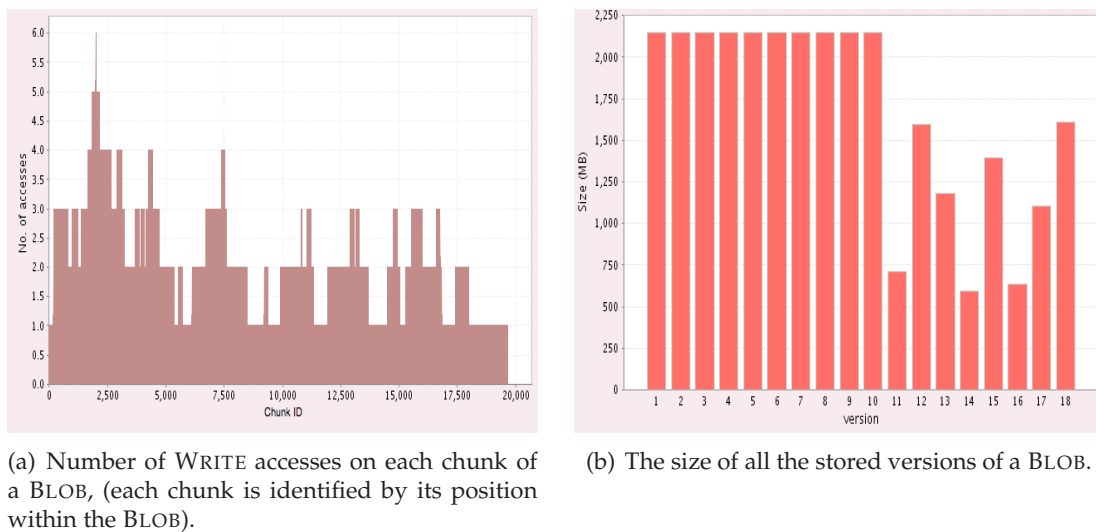 6.0
5.5
5.0
4.5
4.0
3.5
3.0
2.5
2.0
1.5
1.0
0.5
0.0
No. of accesses
0 2,500 5,000 7,500 10,000 12,500 15,000 17,500 20,000
Chunk ID
2,250
2,000
1,750
1,500
1,250
1,000
750
500
250
0
Size (MB)
1 2 3 4 5 6 7 8 9 10 11 12 13 14 15 16 17 18
version
(a) Number of WRITE accesses on each chunk of
a BLOB, (each chunk is identified by its position
within the BLOB).
(b) The size of all the stored versions of a BLOB.